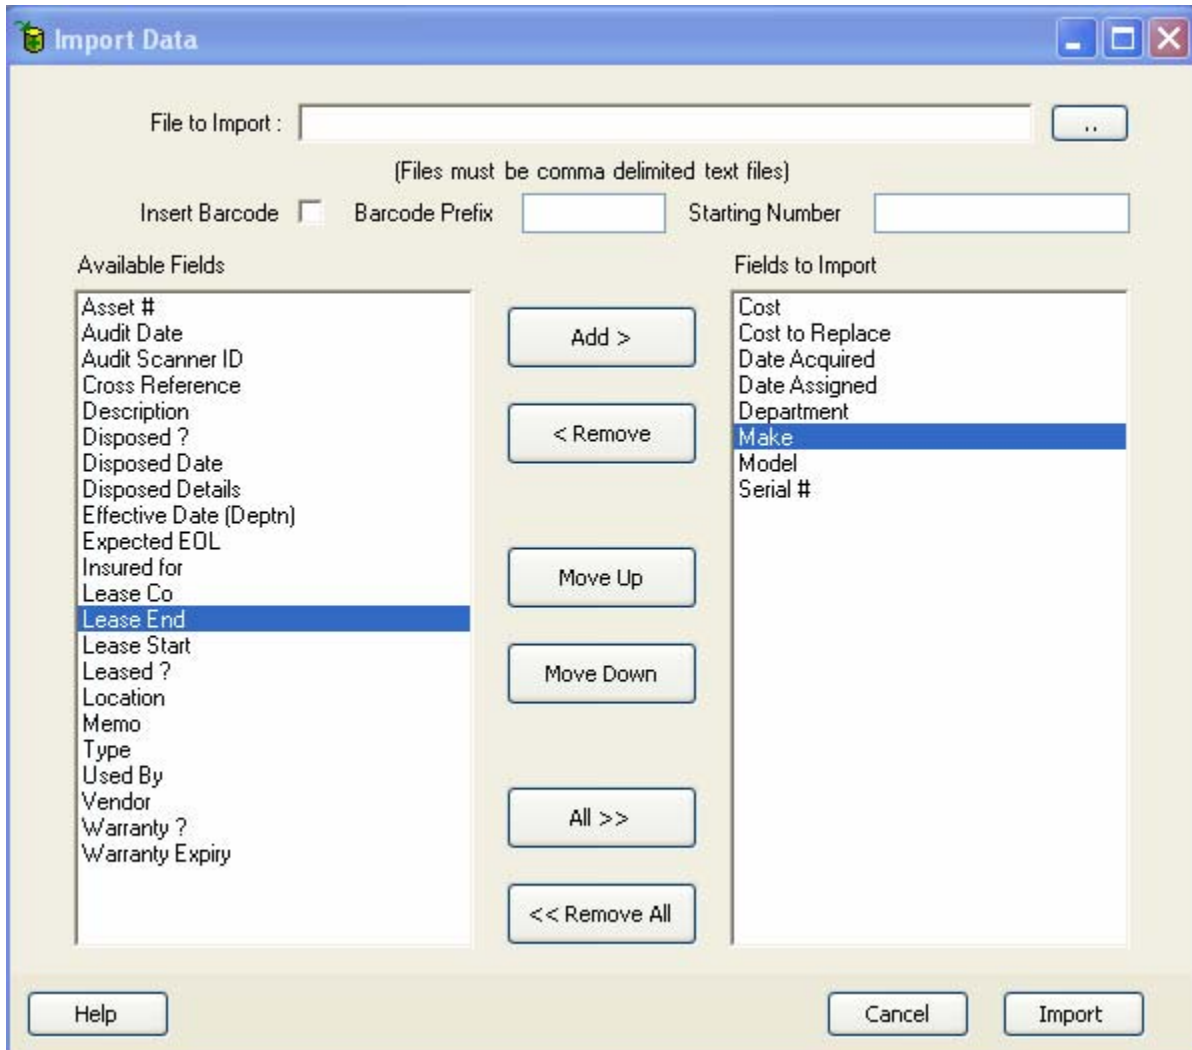 Import Data
File to Import :
..
(Files must be comma delimited text files)
Insert Barcode Barcode Prefix Starting Number
Available Fields
Asset #
Audit Date
Audit Scanner ID
Cross Reference
Description
Disposed ?
Disposed Date
Disposed Details
Effective Date (Deptn)
Expected EOL
Insured for
Lease Co
Lease End
Lease Start
Leased ?
Location
Memo
Type
Used By
Vendor
Warranty ?
Warranty Expiry
Add >
< Remove
Move Up
Move Down
All >>
<< Remove All
Fields to Import
Cost
Cost to Replace
Date Acquired
Date Assigned
Department
Make
Model
Serial #
Help Cancel Import